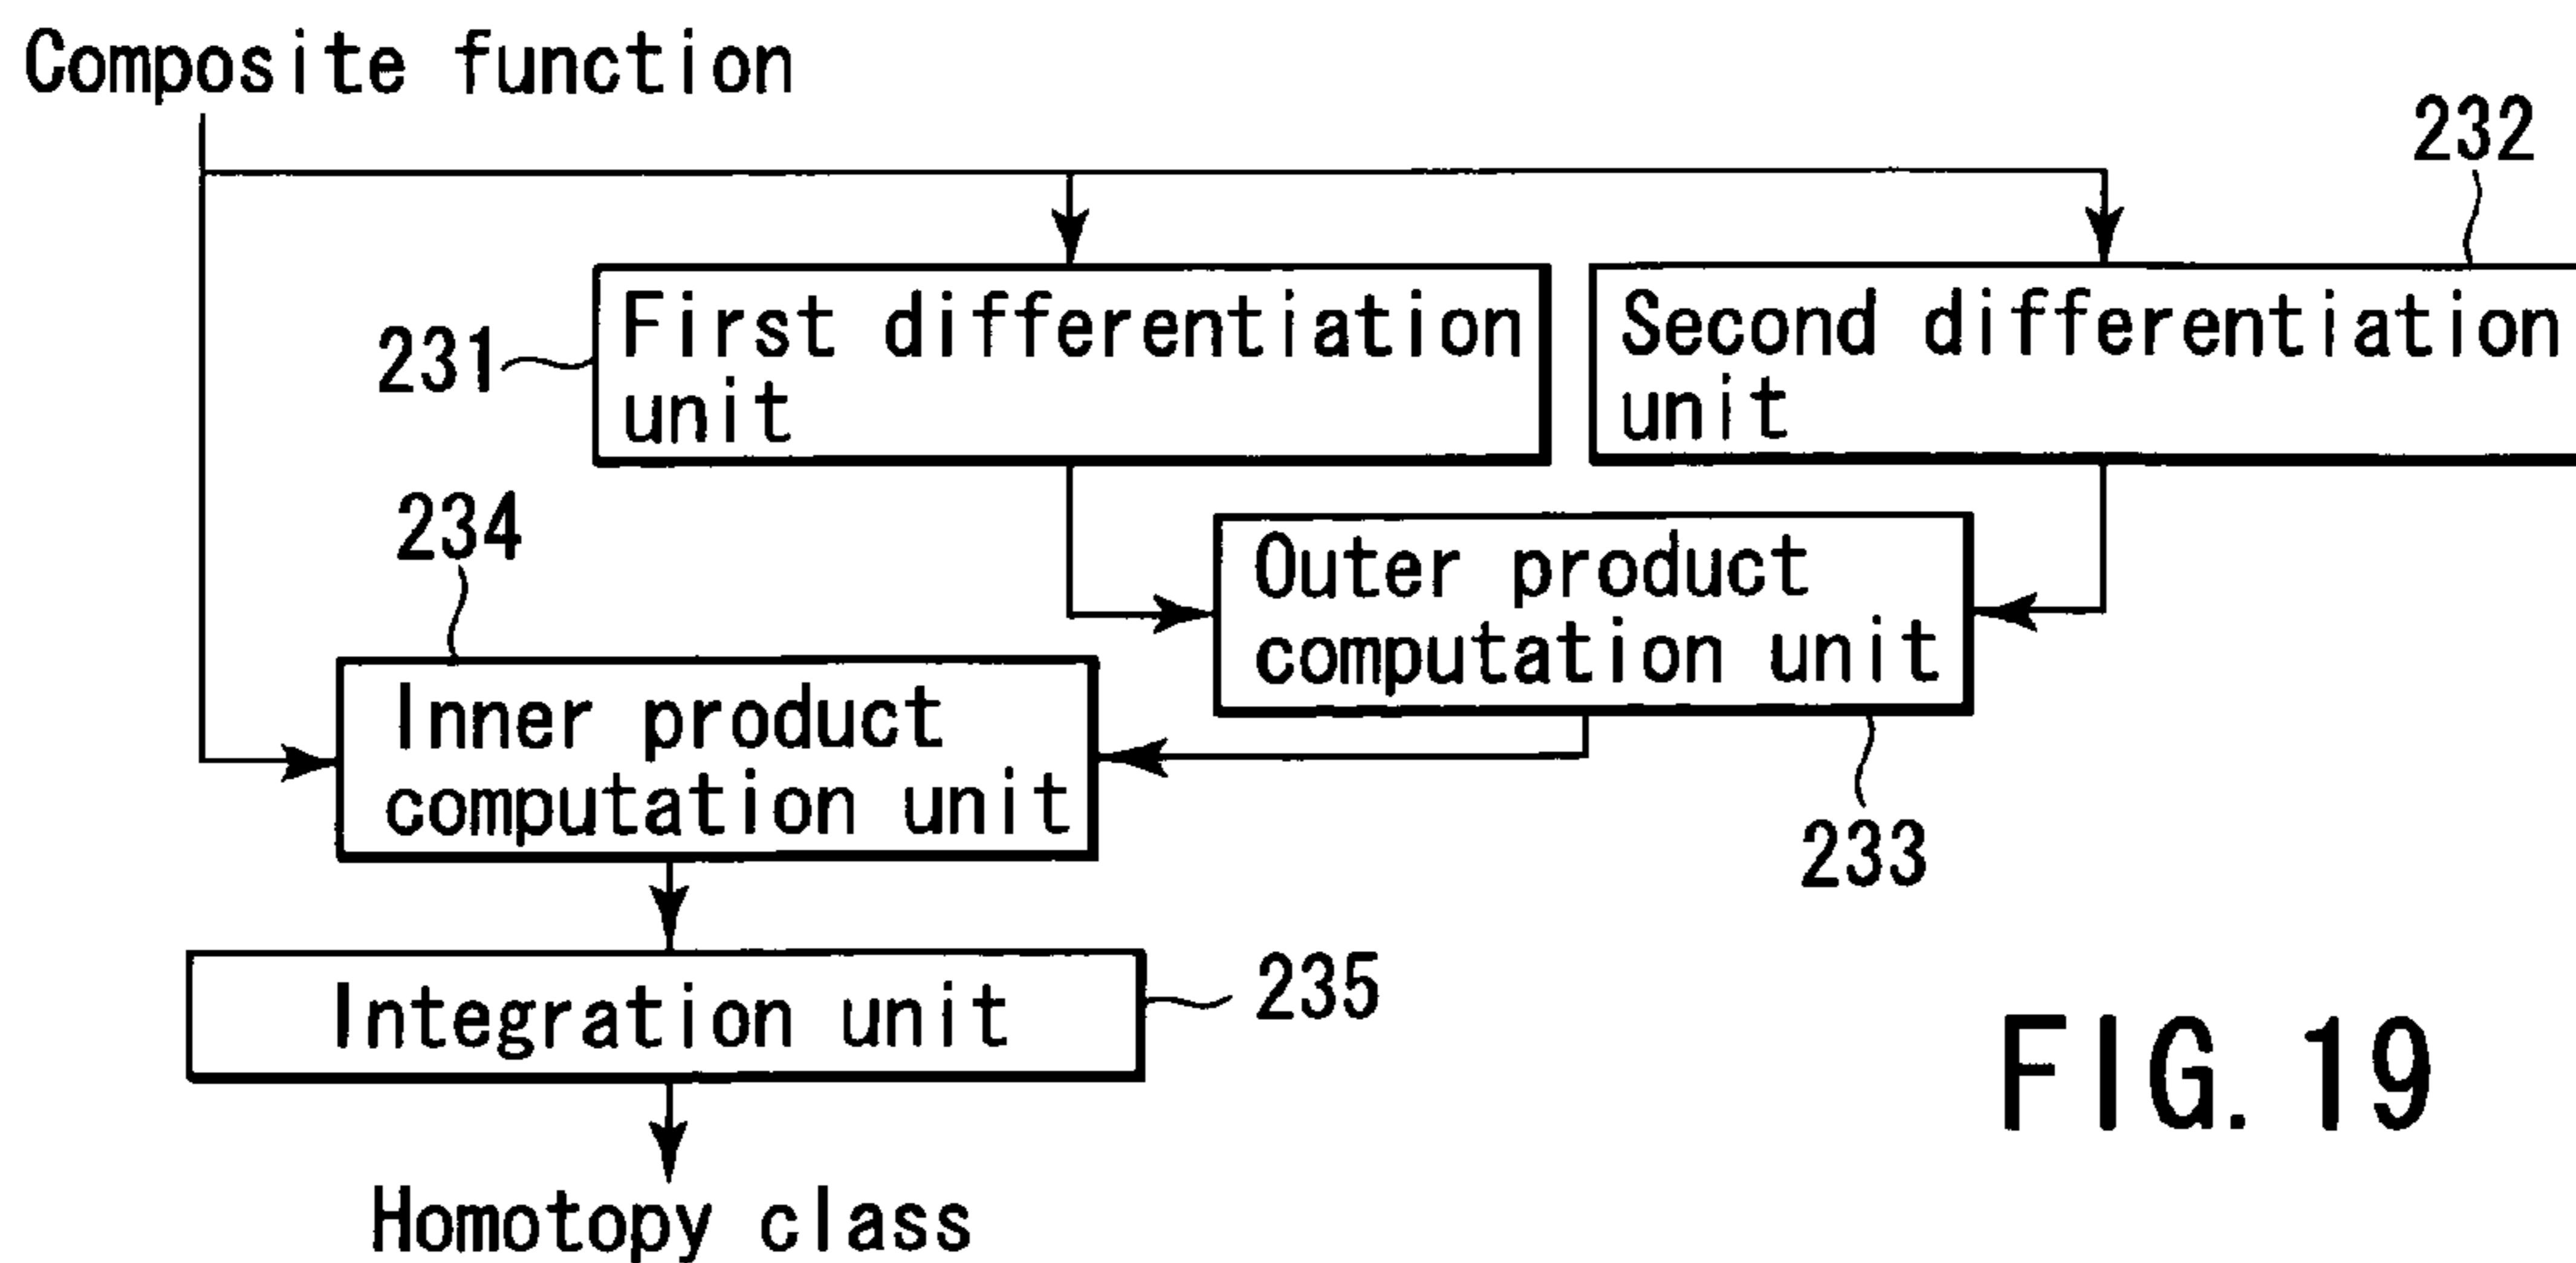 Composite function
232
First differentiation
unit
231
Second differentiation
unit
234
Outer product
computation unit
Inner product
computation unit
233
Integration unit
235
FIG. 19
Homotopy class